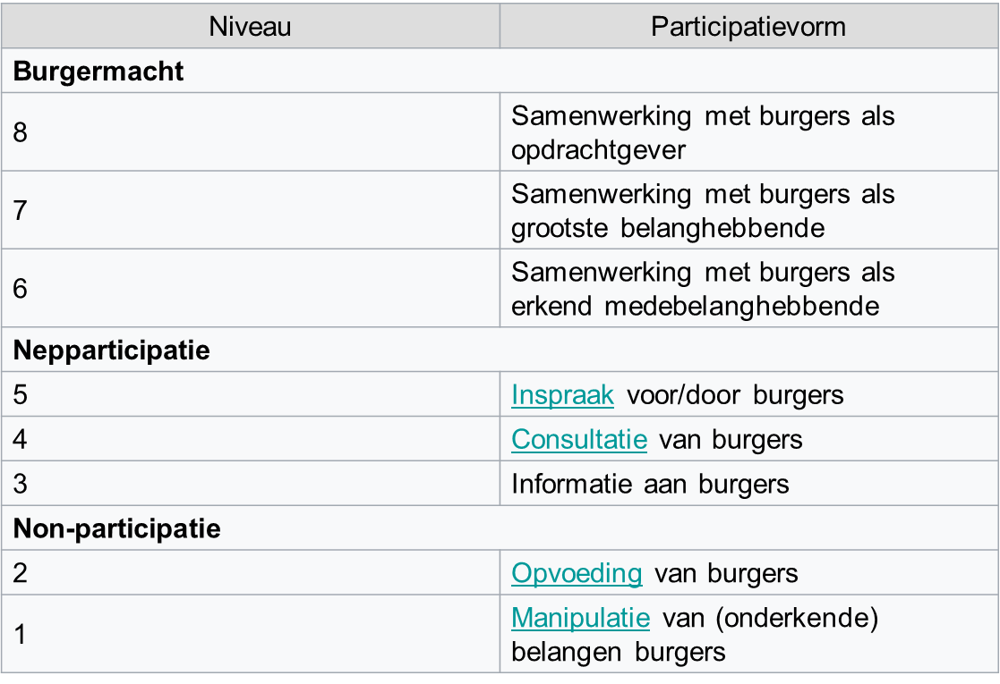 Niveau Participatievorm
Burgermacht
8 Samenwerking met burgers als
opdrachtgever
7 Samenwerking met burgers als
grootste belanghebbende
6 Samenwerking met burgers als
erkend medebelanghebbende
Nepparticipatie
5 Inspraak voor/door burgers
4 Consultatie van burgers
3 Informatie aan burgers
Non-participatie
2 Opvoeding van burgers
1 Manipulatie van (onderkende)
belangen burgers